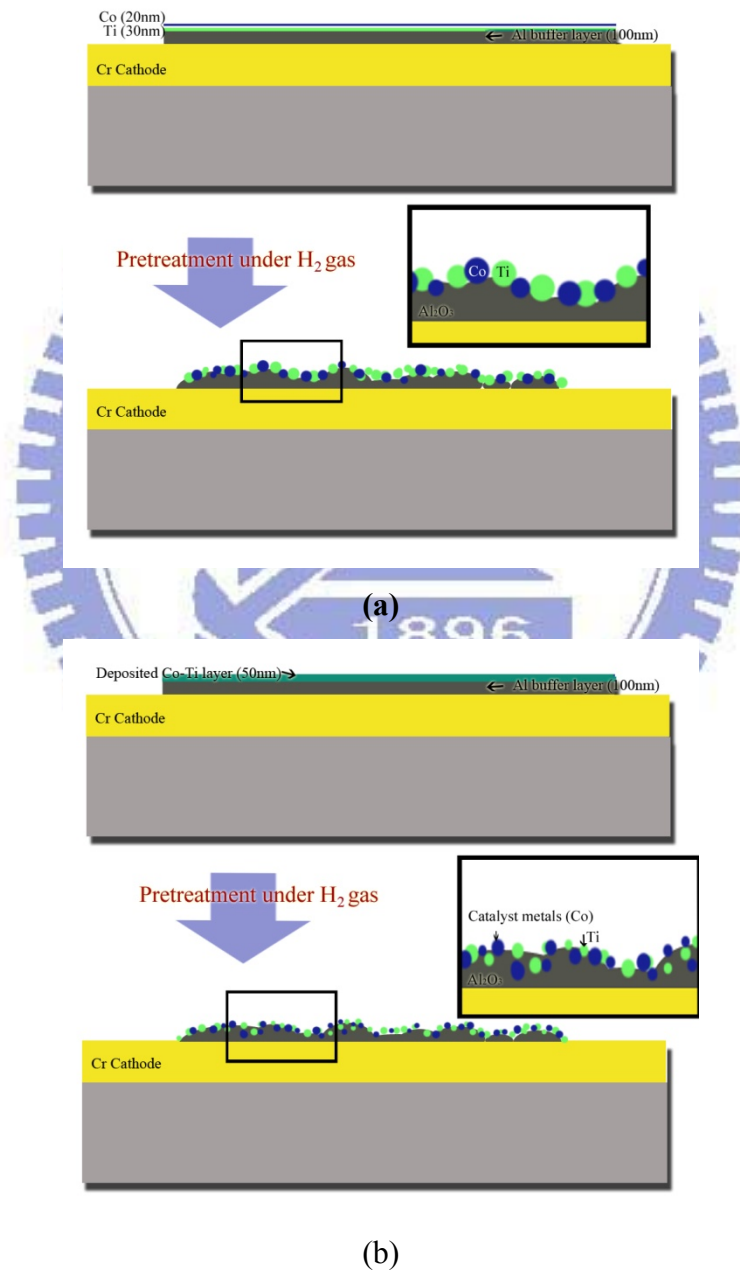 Co (20nm)
Ti (30nm)
Al buffer layer (100nm)
Cr Cathode
Pretreatment under H₂ gas
Co Ti
Al₂O₃
Cr Cathode
(a)
1896
Deposited Co-Ti layer (50nm)
Al buffer layer (100nm)
Cr Cathode
Pretreatment under H₂ gas
Catalyst metals (Co)
Ti
Al₂O₃
Cr Cathode
(b)